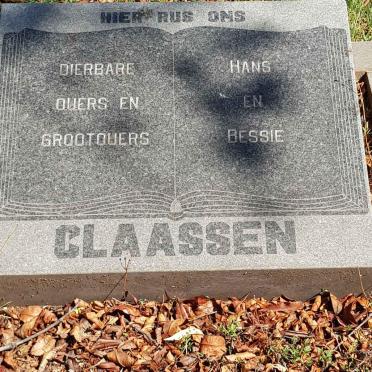 HIER RUS ONS
DIERBARE
OUERS EN
GROOTOUERS
HANS
EN
BESSIE
CLAASSEN